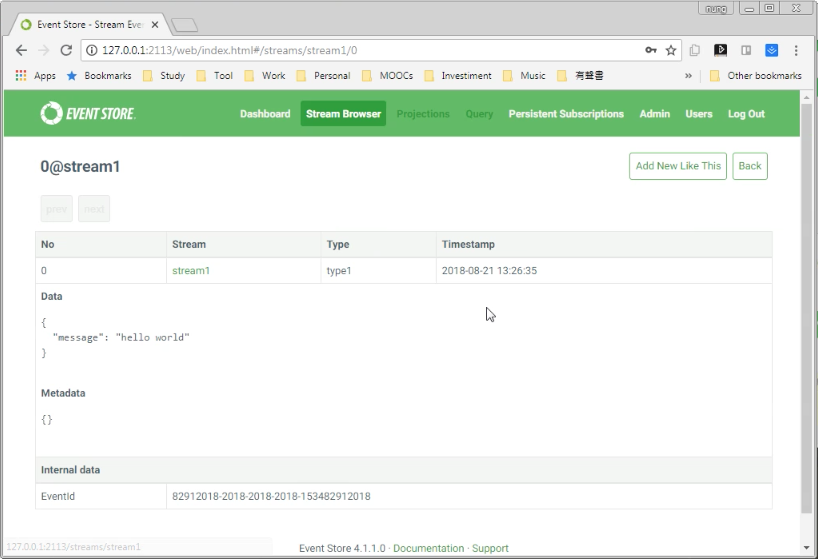 nung
Event Store - Stream Eve
127.0.0.1:2113/web/index.html#/streams/stream1/0
Apps Bookmarks Study Tool Work Personal MOOCs Investiment Music 有聲書 » Other bookmarks
EVENT STORE. Dashboard Stream Browser Projections Query Persistent Subscriptions Admin Users Log Out
0@stream1 Add New Like This Back
prev next
No Stream Type Timestamp
0 stream1 type1 2018-08-21 13:26:35
Data
{
"message": "hello world"
}
Metadata
{}
Internal data
EventId 82912018-2018-2018-2018-153482912018
127.0.0.1:2113/streams/stream1
Event Store 4.1.1.0 · Documentation · Support